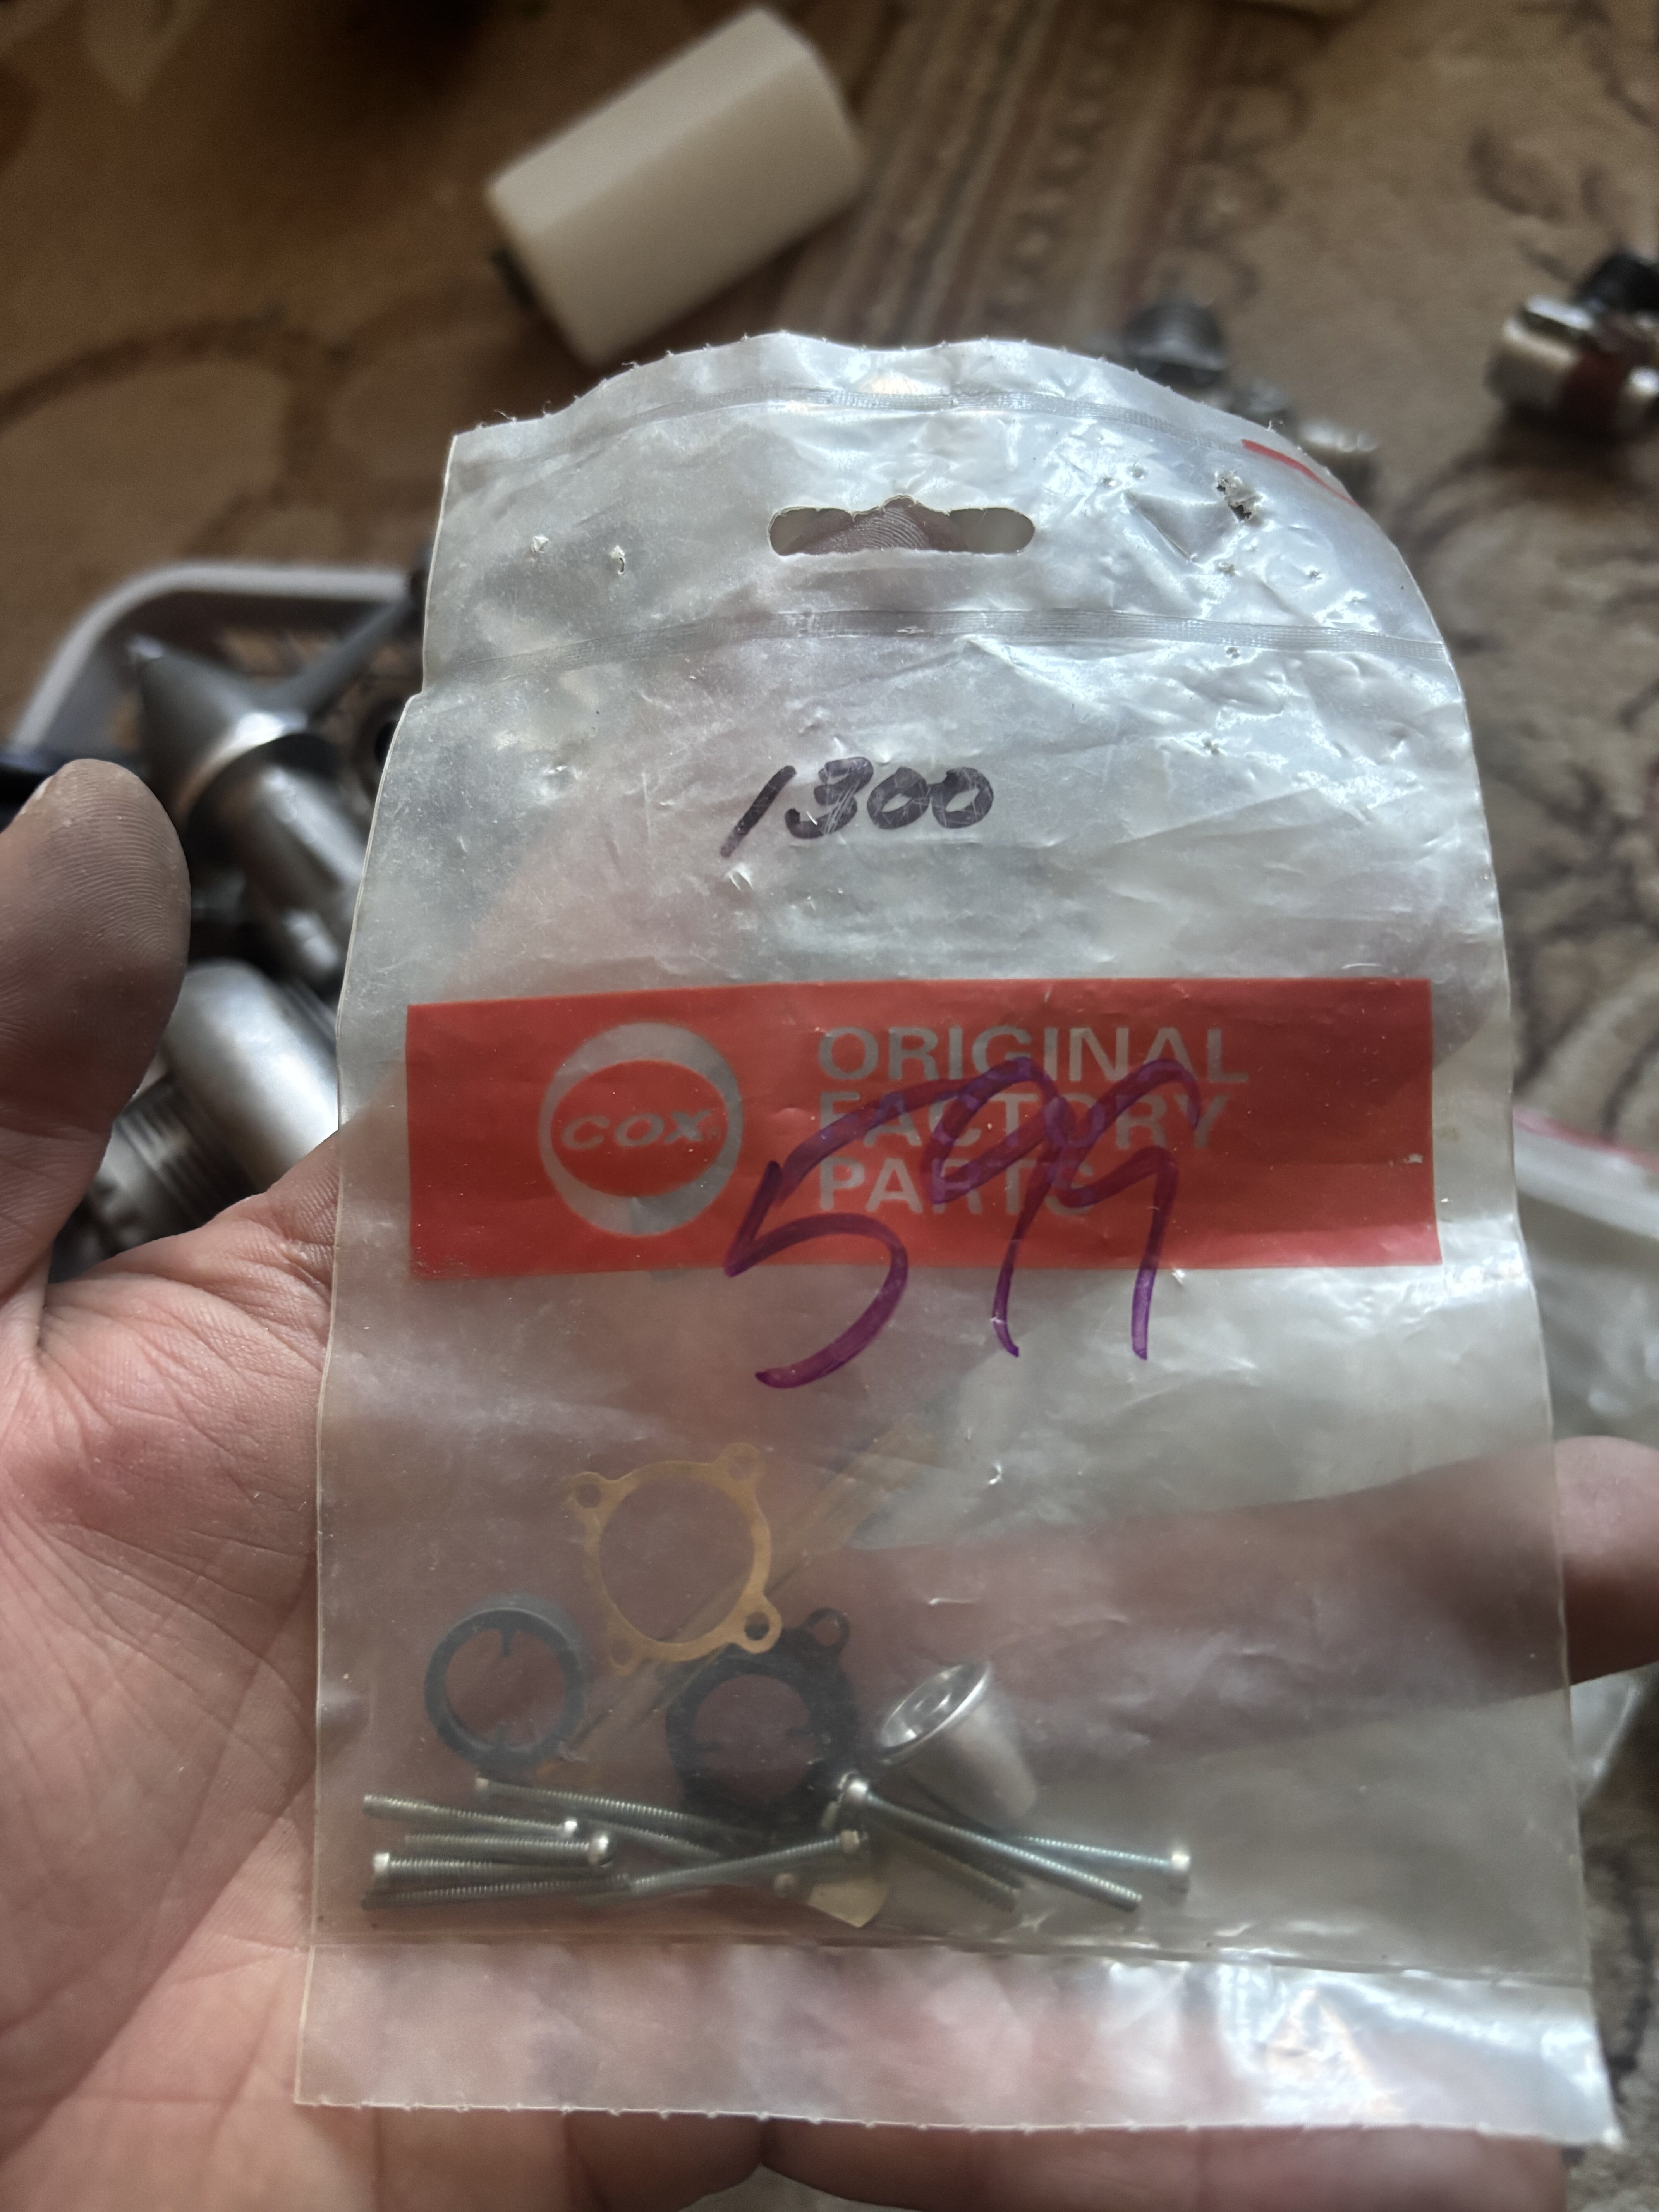 1300
COX
ORIGINAL
FACTORY
PARTS
599